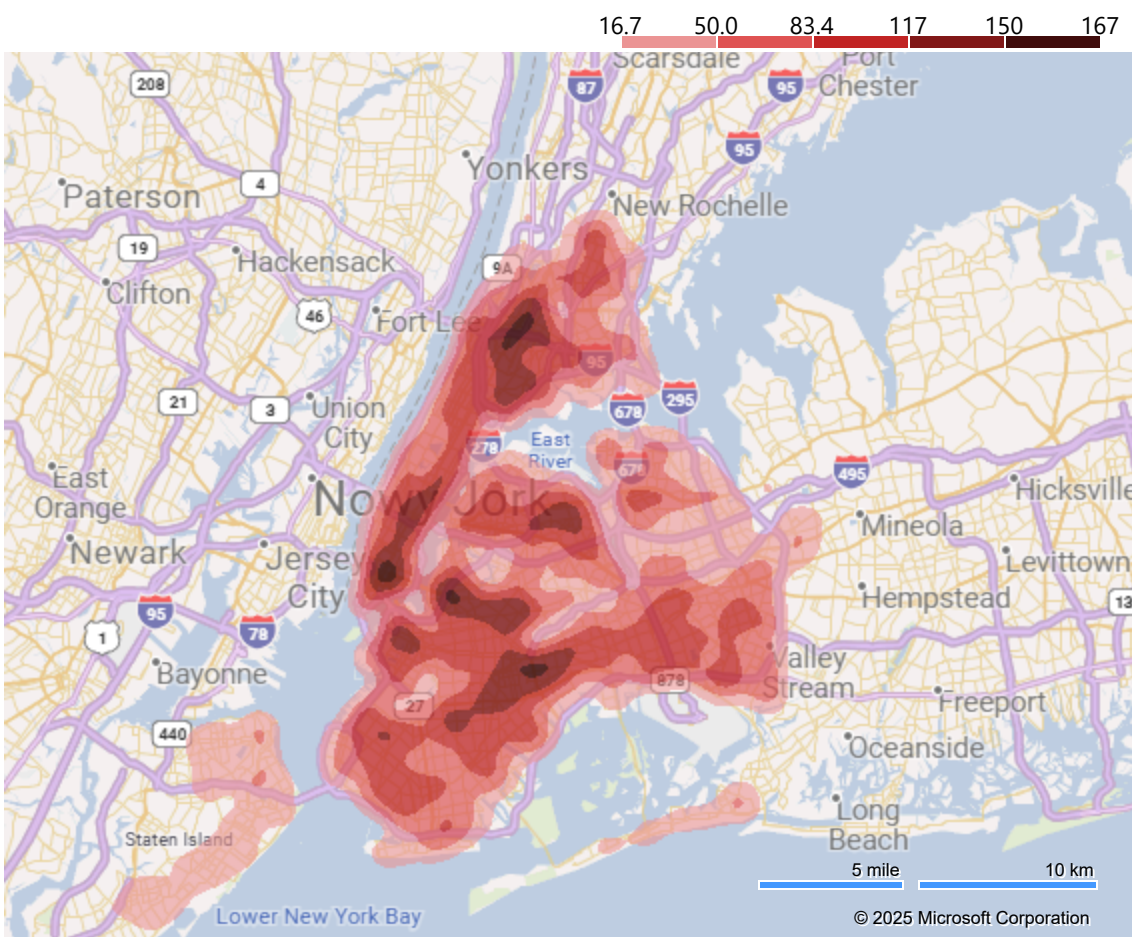 16.7 50.0 83.4 117 150 167
Scarsdale
Port
Chester
87
95
208
95
Yonkers
4
Paterson
New Rochelle
19
Hackensack
9A
Clifton
46
Fort Lee
95
21
3
Union
City
678
295
278
East
River
678
495
East
Orange
Nowy Jork
Hicksville
Mineola
Newark
Jersey
City
Levittown
Hempstead
95
1
78
13
Bayonne
Valley
Stream
878
27
Freeport
440
Oceanside
Long
Beach
Staten Island
5 mile
10 km
Lower New York Bay
© 2025 Microsoft Corporation